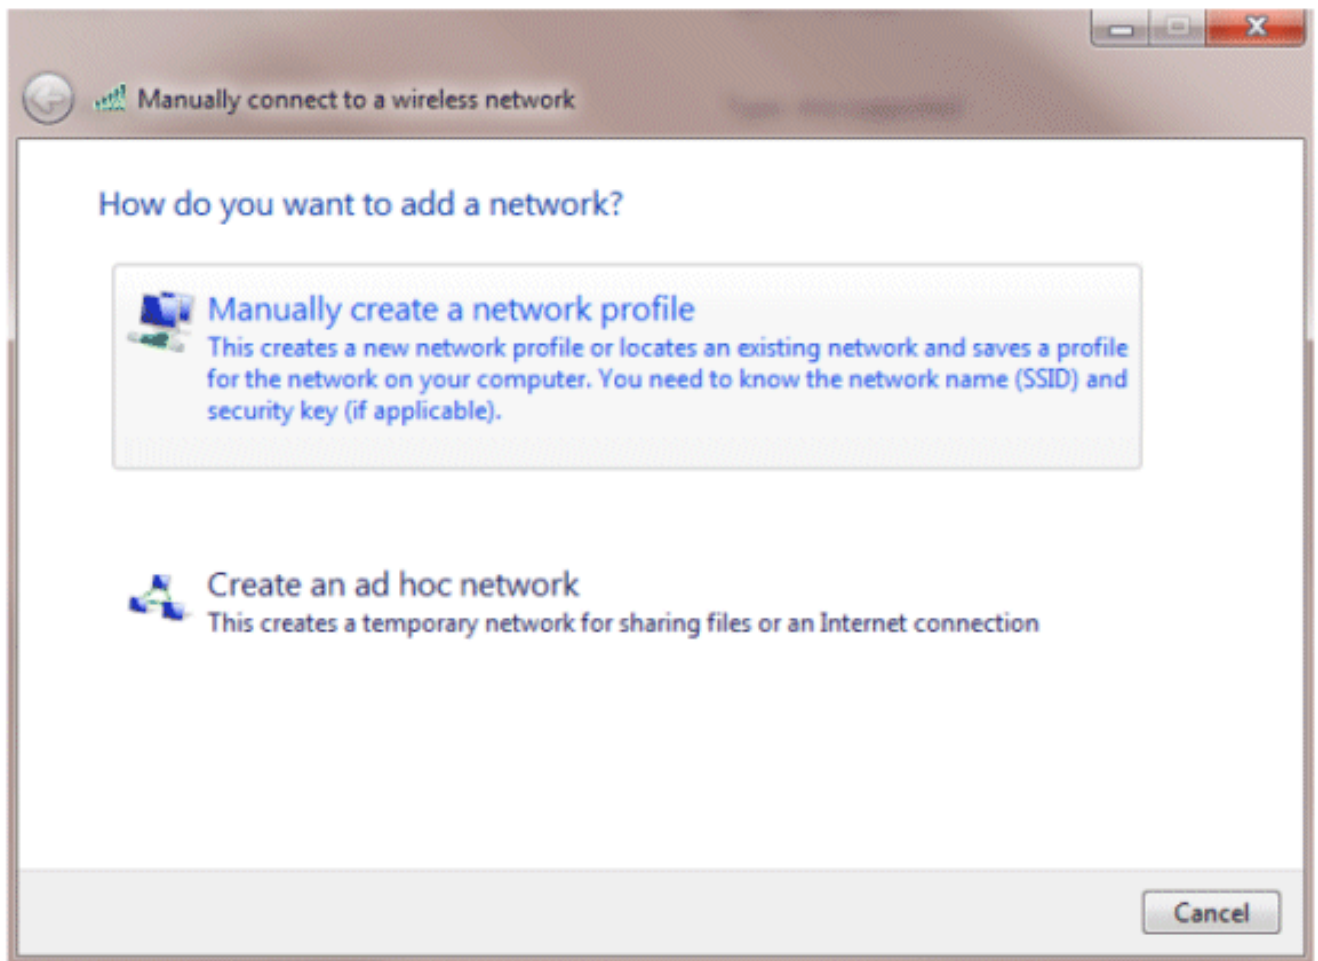 Manually connect to a wireless network
How do you want to add a network?
Manually create a network profile
This creates a new network profile or locates an existing network and saves a profile
for the network on your computer. You need to know the network name (SSID) and
security key (if applicable).
Create an ad hoc network
This creates a temporary network for sharing files or an Internet connection
Cancel